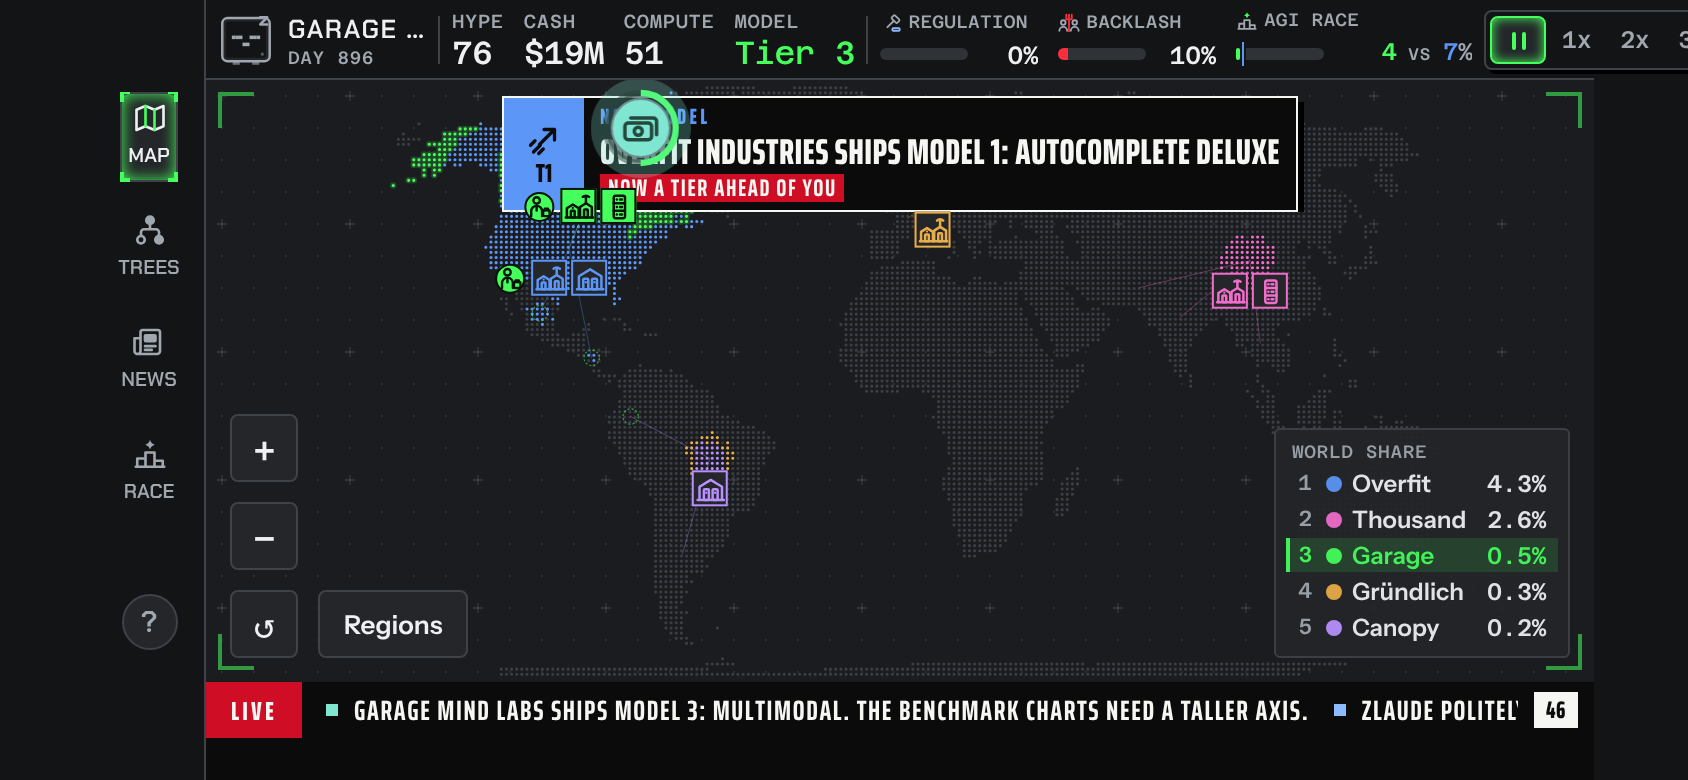 GARAGE ...
DAY 896
HYPE
76
CASH
$19M
COMPUTE
51
MODEL
Tier 3
REGULATION
0%
BACKLASH
10%
AGI RACE
4 VS 7%
1x
2x
MAP
TREES
NEWS
RACE
?
T1
INDUSTRIES SHIPS MODEL 1: AUTOCOMPLETE DELUXE
NOW A TIER AHEAD OF YOU
+
−
↺
Regions
WORLD SHARE
1 Overfit 4.3%
2 Thousand 2.6%
3 Garage 0.5%
4 Gründlich 0.3%
5 Canopy 0.2%
LIVE
GARAGE MIND LABS SHIPS MODEL 3: MULTIMODAL. THE BENCHMARK CHARTS NEED A TALLER AXIS.
ZLAUDE
46